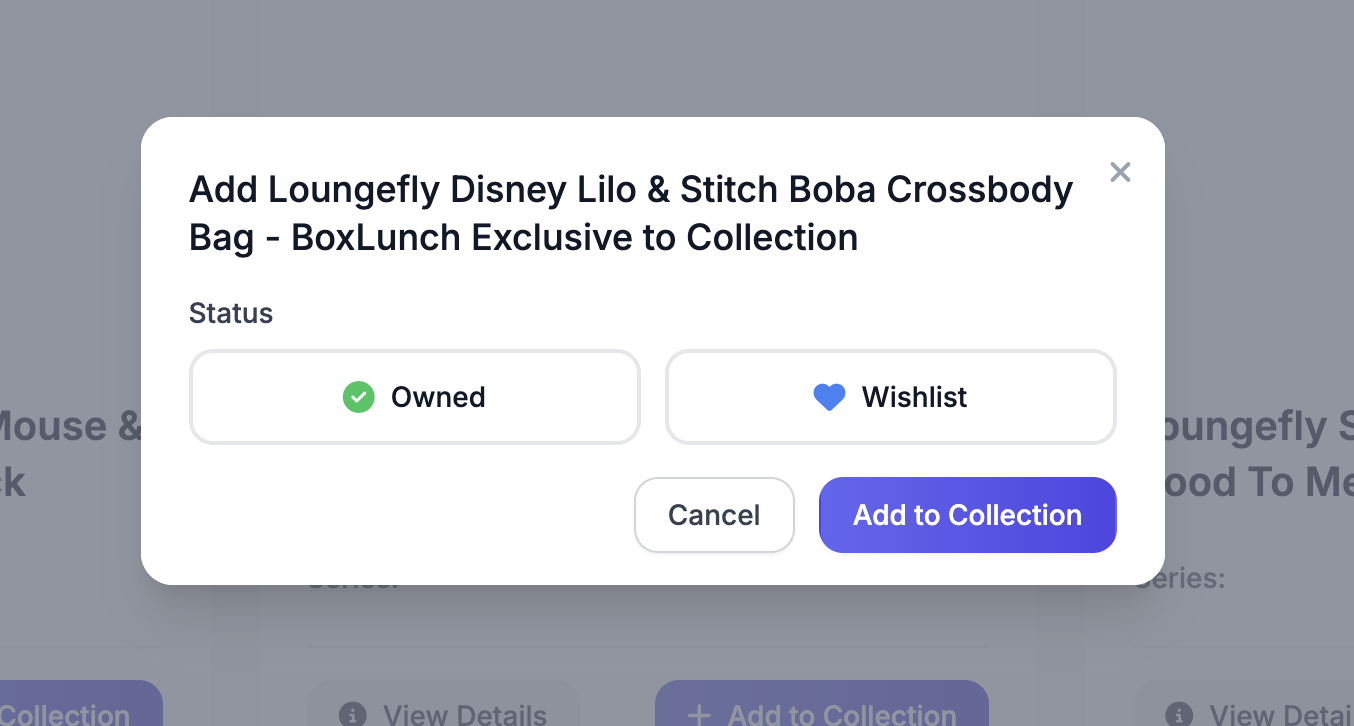 Add Loungefly Disney Lilo & Stitch Boba Crossbody
Bag - BoxLunch Exclusive to Collection
Status
Owned
Wishlist
Cancel
Add to Collection
Mouse &
ck
oungefly S
ood To Me
Series:
Series:
Collection
View Details
+ Add to Collection
View Detai